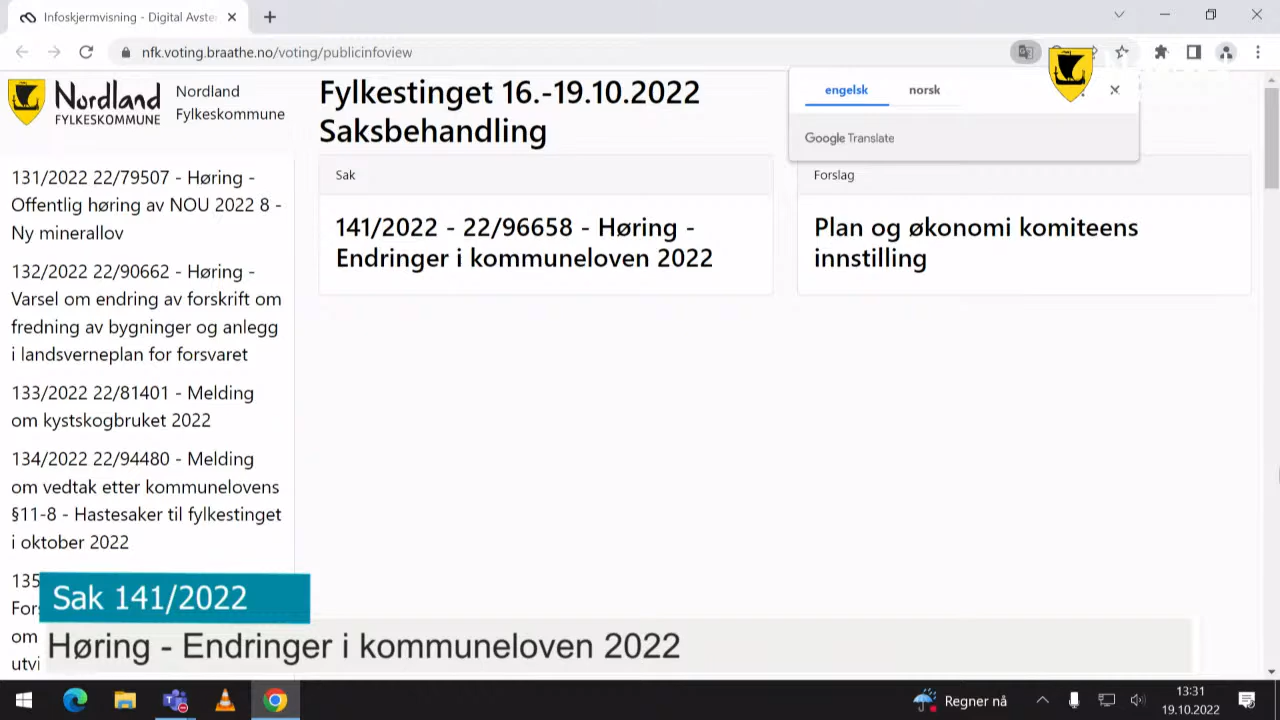 Infoskjermvisning - Digital Avste
nfk.voting.braathe.no/voting/publicinfoview
Nordland
FYLKESKOMMUNE
Nordland
Fylkeskommune
Fylkestinget 16.-19.10.2022
Saksbehandling
engelsk
norsk
Google Translate
131/2022 22/79507 - Høring -
Offentlig høring av NOU 2022 8 -
Ny minerallov
132/2022 22/90662 - Høring -
Varsel om endring av forskrift om
fredning av bygninger og anlegg
i landsverneplan for forsvaret
133/2022 22/81401 - Melding
om kystskogbruket 2022
134/2022 22/94480 - Melding
om vedtak etter kommunelovens
§11-8 - Hastesaker til fylkestinget
i oktober 2022
135
For
om
utvi
Sak
141/2022 - 22/96658 - Høring -
Endringer i kommuneloven 2022
Forslag
Plan og økonomi komiteens
innstilling
Sak 141/2022
Høring - Endringer i kommuneloven 2022
Regner nå
13:31
19.10.2022